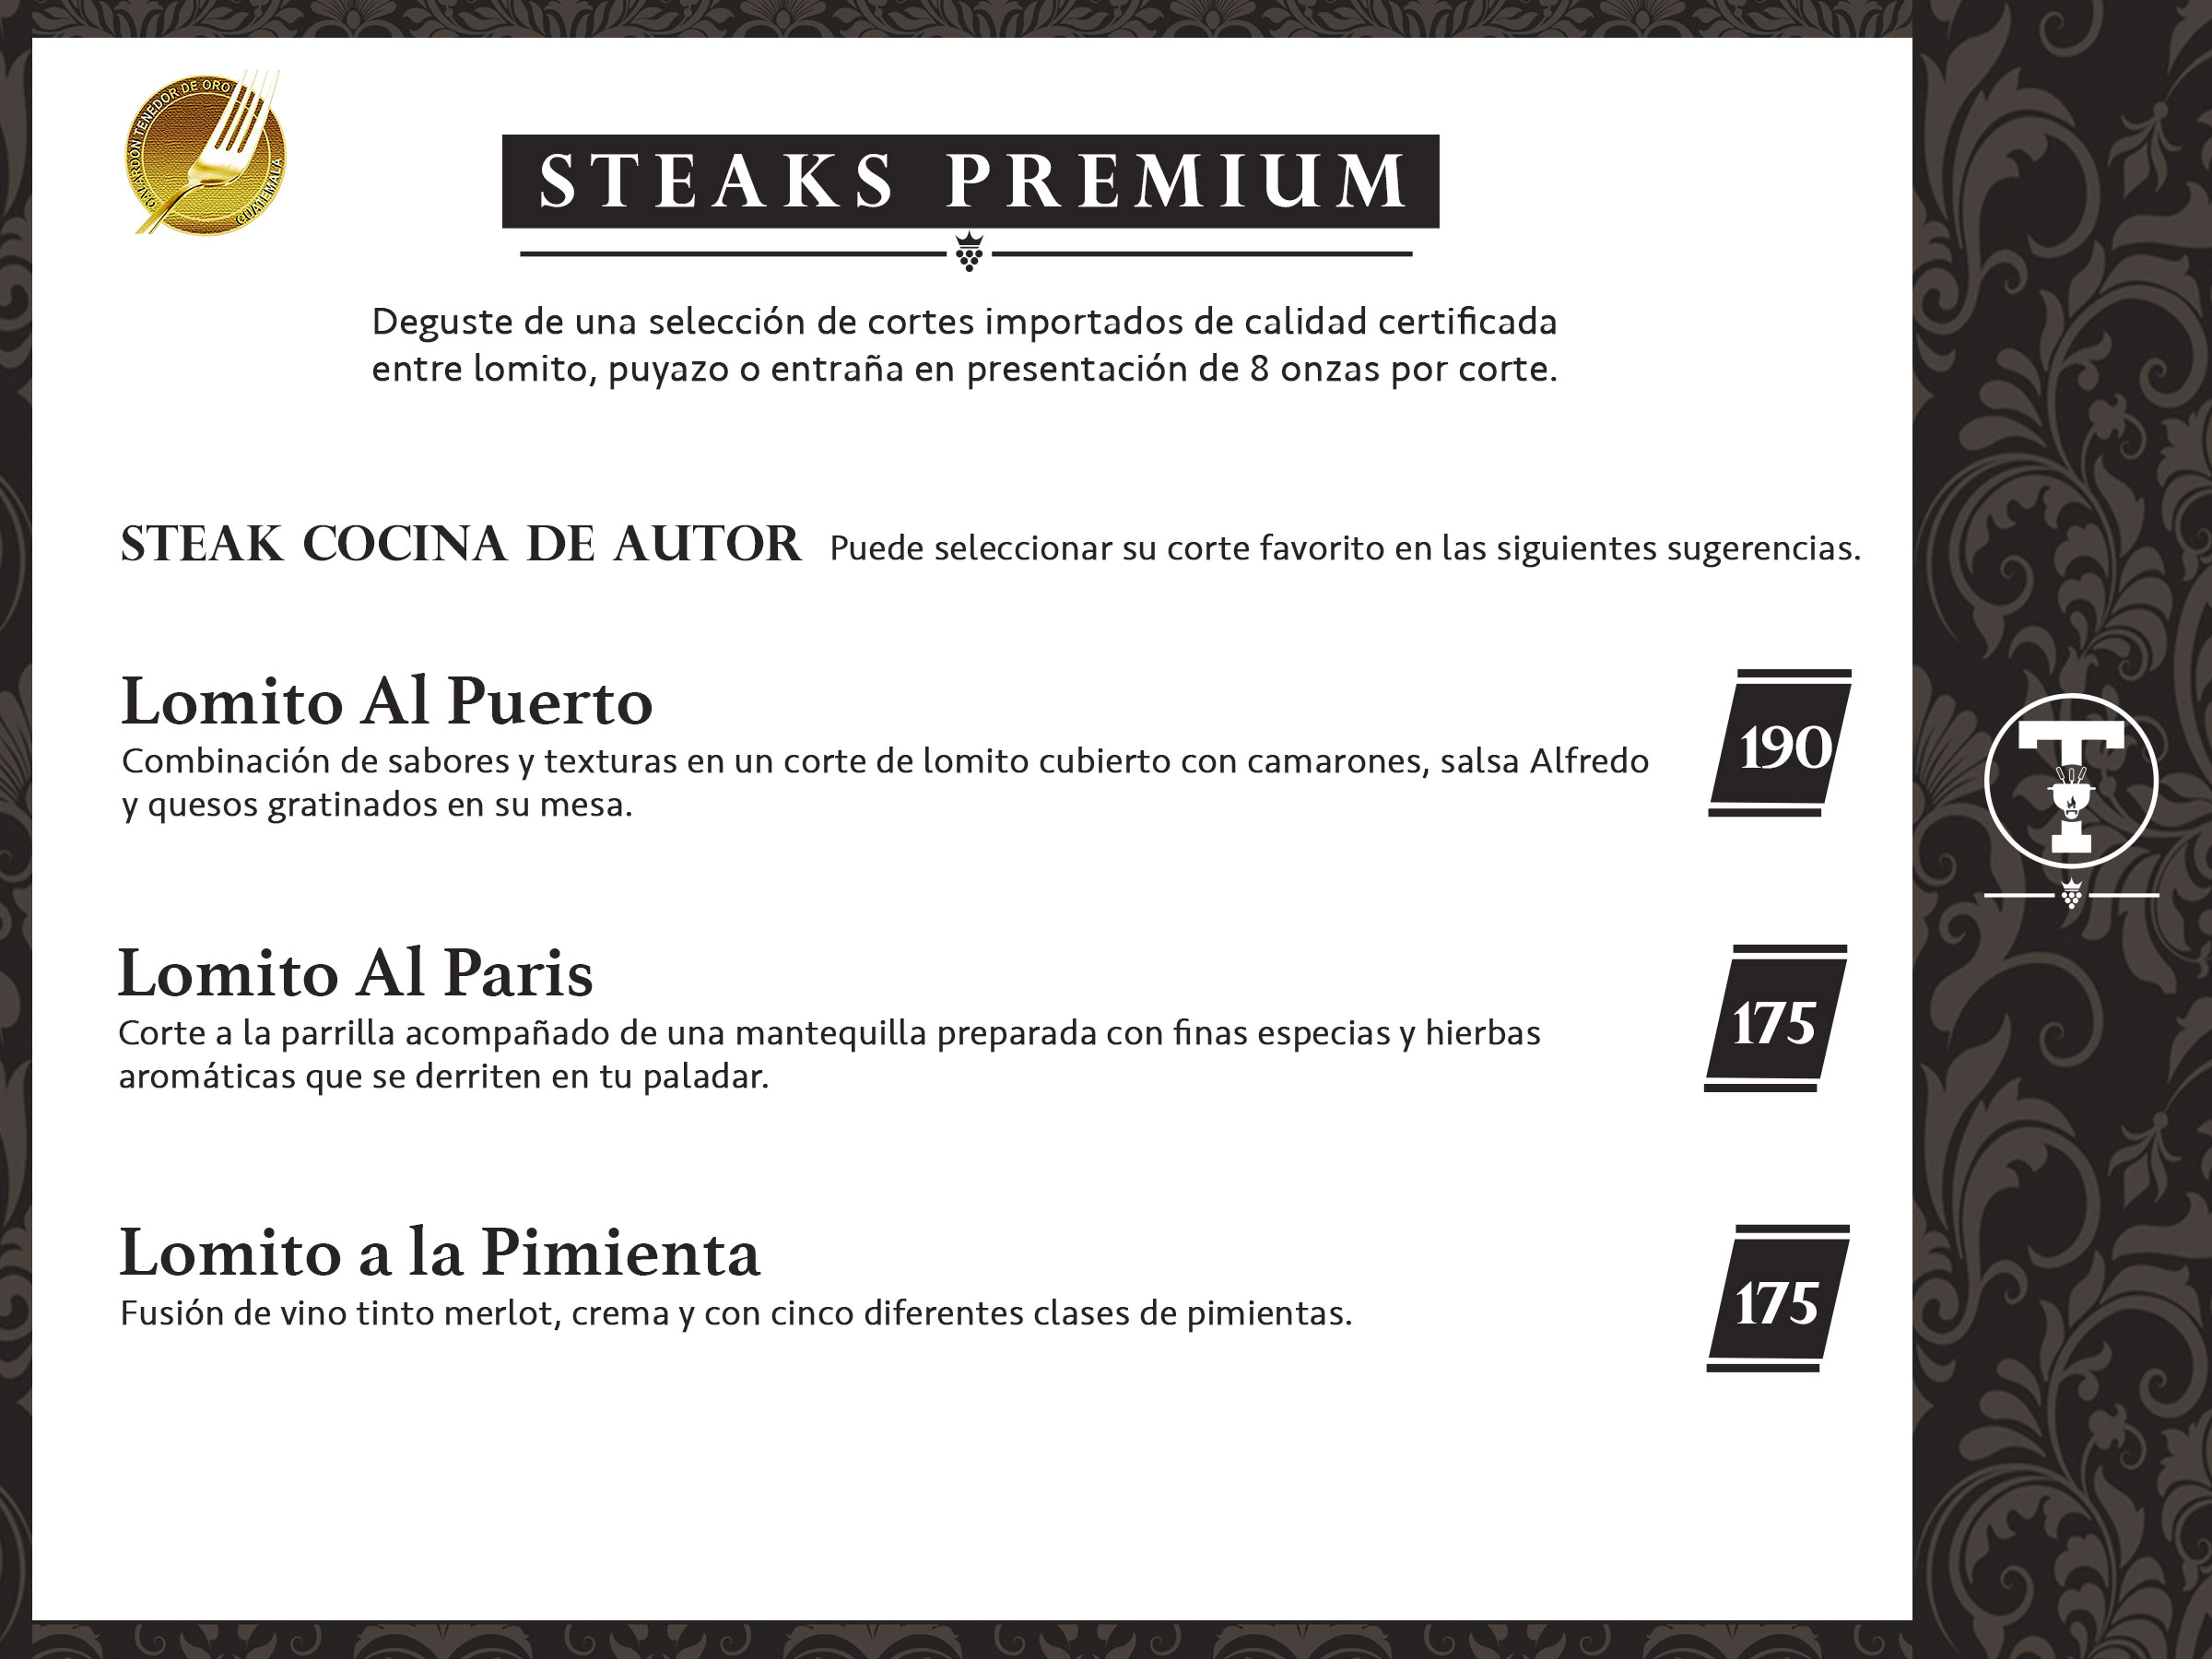 GALARDÓN TENEDOR DE ORO
GUATEMALA
STEAKS PREMIUM
Deguste de una selección de cortes importados de calidad certificada
entre lomito, puyazo o entraña en presentación de 8 onzas por corte.
STEAK COCINA DE AUTOR Puede seleccionar su corte favorito en las siguientes sugerencias.
Lomito Al Puerto
Combinación de sabores y texturas en un corte de lomito cubierto con camarones, salsa Alfredo
y quesos gratinados en su mesa.
190
T
Lomito Al Paris
Corte a la parrilla acompañado de una mantequilla preparada con finas especias y hierbas
aromáticas que se derriten en tu paladar.
175
Lomito a la Pimienta
Fusión de vino tinto merlot, crema y con cinco diferentes clases de pimientas.
175